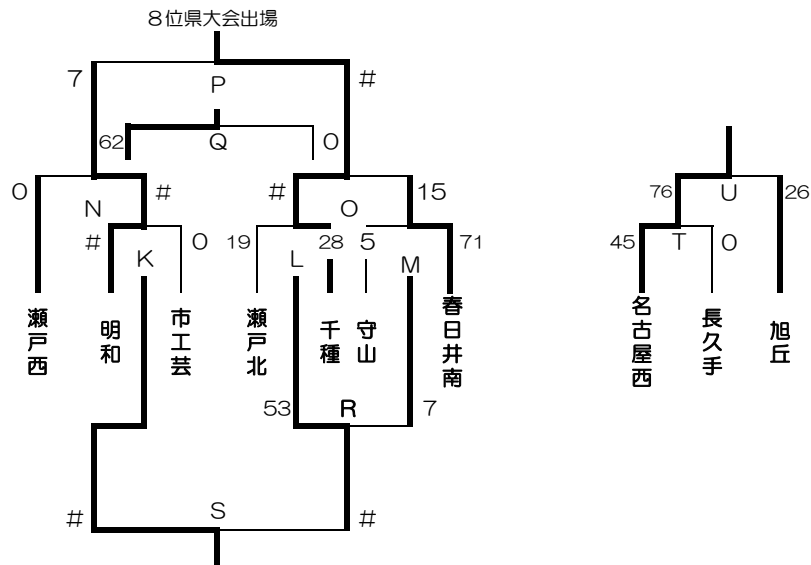 ８位県大会出場
7
P
#
62
Q
0
0
#
#
15
76
U
26
N
O
#
K
0
19
L
28
5
M
71
45
T
0
瀬戸西
明和
市工芸
瀬戸北
千種
守山
春日井南
名古屋西
長久手
旭丘
53
R
7
#
S
#